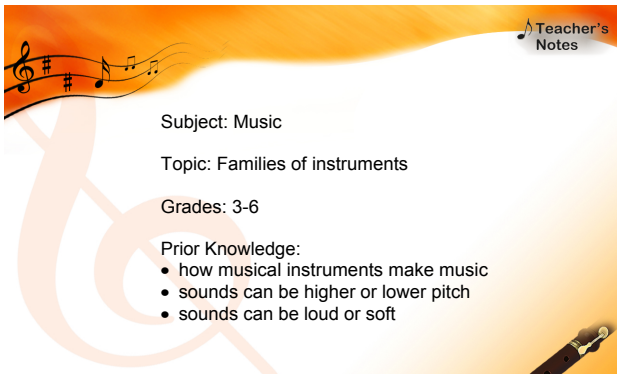 Teacher's
Notes
Subject: Music
Topic: Families of instruments
Grades: 3-6
Prior Knowledge:
• how musical instruments make music
• sounds can be higher or lower pitch
• sounds can be loud or soft